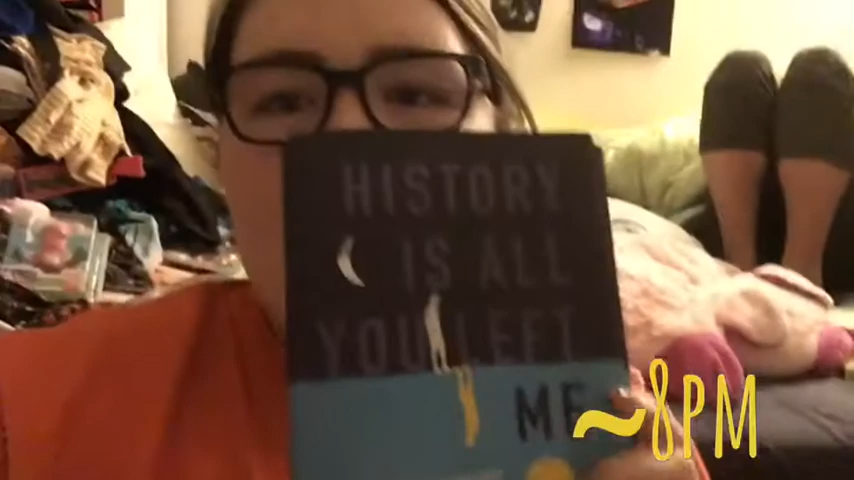 HISTORY
IS ALL
YOU LEFT
ME
~8PM